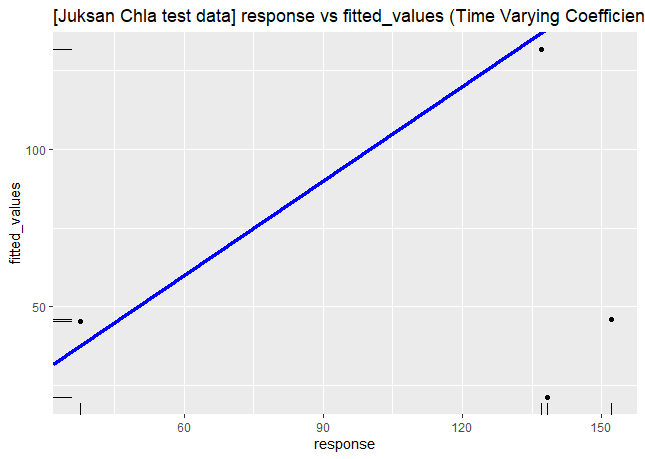 [Juksan Chla test data] response vs fitted_values (Time Varying Coefficien
100
50
fitted_values
60
90
120
150
response